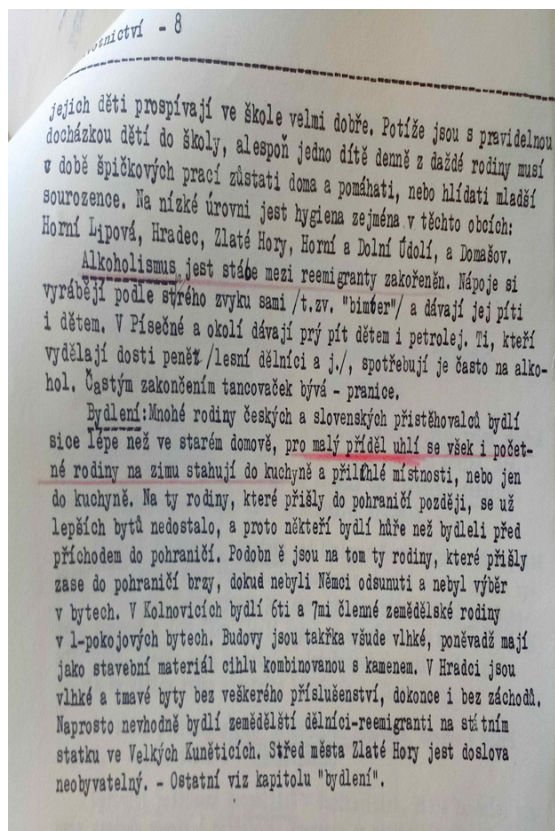 votnictví - 8
jejich děti prospívají ve škole velmi dobře. Potíže jsou s pravidelnou
docházkou dětí do školy, alespoň jedno dítě denně z daždé rodiny musí
v době špičkových prací zůstati doma a pomáhati, nebo hlídati mladší
sourozence. Na nízké úrovni jest hygiena zejména v těchto obcích:
Horní Lipová, Hradec, Zlaté Hory, Horní a Dolní Údolí, a Domašov.
Alkoholismus jest stále mezi reemigranty zakořeněn. Nápoje si
vyrábějí podle strého zvyku sami /t.zv. "bimber"/ a dávají jej píti
i dětem. V Písečné a okolí dávají prý pít dětem i petrolej. Ti, kteří
vydělají dosti peněz /lesní dělníci a j./, spotřebují je často na alko-
hol. Častým zakončením tancovaček bývá - pranice.
Bydlení:Mnohé rodiny českých a slovenských přistěhovalců bydlí
sice lépe než ve starém domově, pro malý příděl uhlí se však i počet-
né rodiny na zimu stahují do kuchyně a přilehlé místnosti, nebo jen
do kuchyně. Na ty rodiny, které přišly do pohraničí později, se už
lepších bytů nedostalo, a proto někteří bydlí hůře než bydleli před
příchodem do pohraničí. Podobn ě jsou na tom ty rodiny, které přišly
zase do pohraničí brzy, dokud nebyli Němci odsunuti a nebyl výběr
v bytech. V Kolnovicích bydlí 6ti a 7mi členné zemědělské rodiny
v 1-pokojových bytech. Budovy jsou takřka všude vlhké, poněvadž mají
jako stavební materiál cihlu kombinovanou s kamenem. V Hradci jsou
vlhké a tmavé byty bez veškerého příslušenství, dokonce i bez záchodů.
Naprosto nevhodně bydlí zemědělští dělníci-reemigranti na státním
statku ve Velkých Kuněticích. Střed města Zlaté Hory jest doslova
neobyvatelný. - Ostatní viz kapitolu "bydlení".